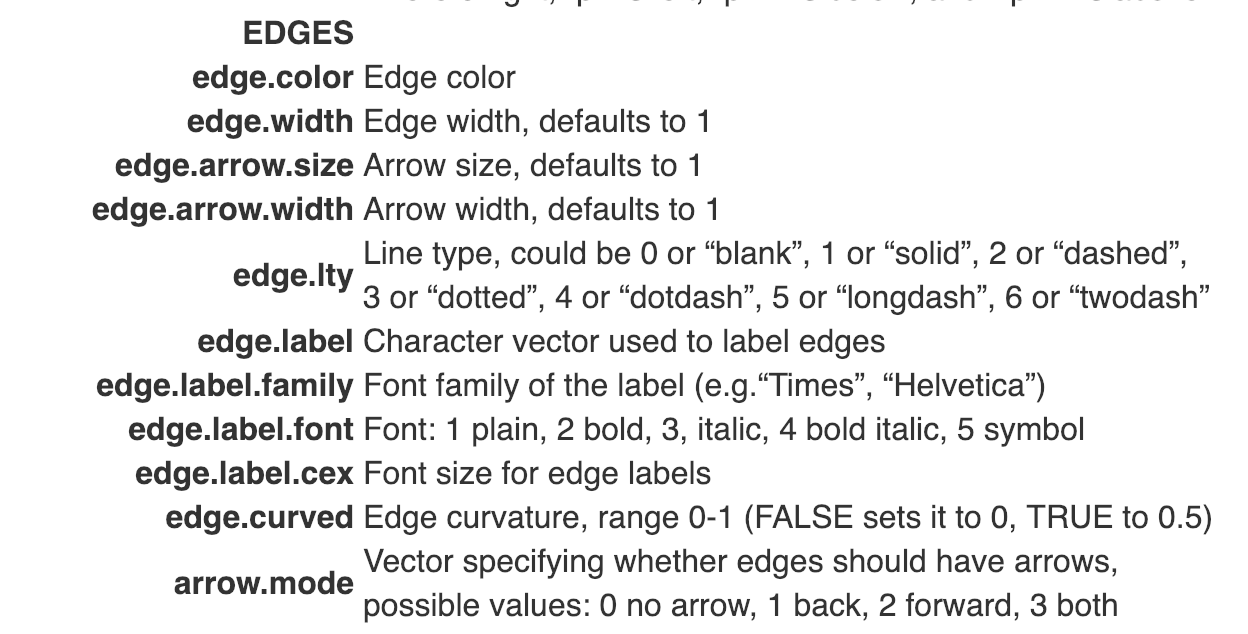 EDGES
edge.color Edge color
edge.width Edge width, defaults to 1
edge.arrow.size Arrow size, defaults to 1
edge.arrow.width Arrow width, defaults to 1
edge.lty Line type, could be 0 or “blank”, 1 or “solid”, 2 or “dashed”,
3 or “dotted”, 4 or “dotdash”, 5 or “longdash”, 6 or “twodash”
edge.label Character vector used to label edges
edge.label.family Font family of the label (e.g.“Times”, “Helvetica”)
edge.label.font Font: 1 plain, 2 bold, 3, italic, 4 bold italic, 5 symbol
edge.label.cex Font size for edge labels
edge.curved Edge curvature, range 0-1 (FALSE sets it to 0, TRUE to 0.5)
arrow.mode Vector specifying whether edges should have arrows,
possible values: 0 no arrow, 1 back, 2 forward, 3 both